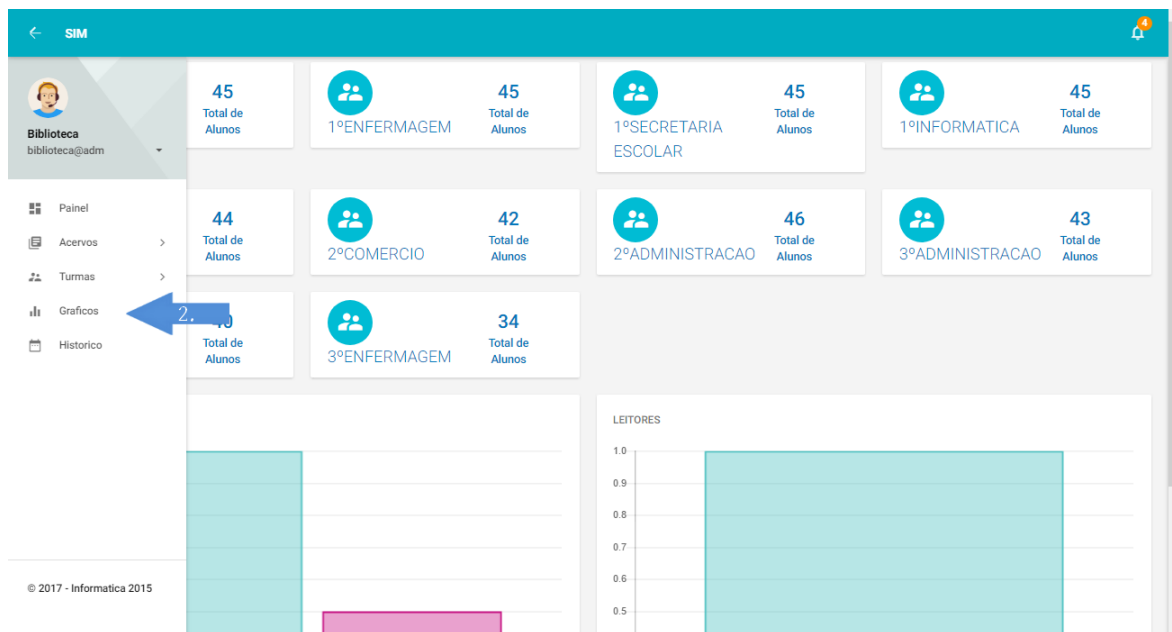 SIM
4
Biblioteca
biblioteca@adm
Painel
Acervos
Turmas
Graficos
2.
Historico
© 2017 - Informatica 2015
45
Total de
Alunos
1ºENFERMAGEM
45
Total de
Alunos
1ºSECRETARIA
ESCOLAR
45
Total de
Alunos
1ºINFORMATICA
45
Total de
Alunos
44
Total de
Alunos
2ºCOMERCIO
42
Total de
Alunos
2ºADMINISTRACAO
46
Total de
Alunos
3ºADMINISTRACAO
43
Total de
Alunos
Total de
Alunos
3ºENFERMAGEM
34
Total de
Alunos
LEITORES
1.0
0.9
0.8
0.7
0.6
0.5